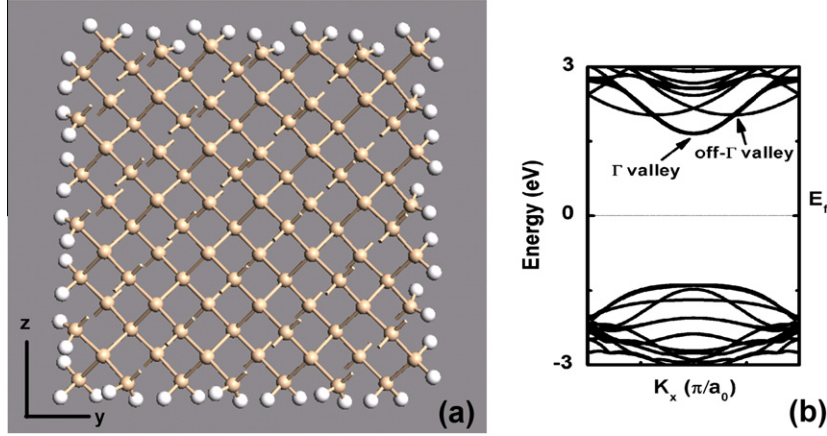 z
y
(a)
3
0
-3
Energy (eV)
Γ valley
off-Γ valley
E_f
K_x (π/a_0)
(b)